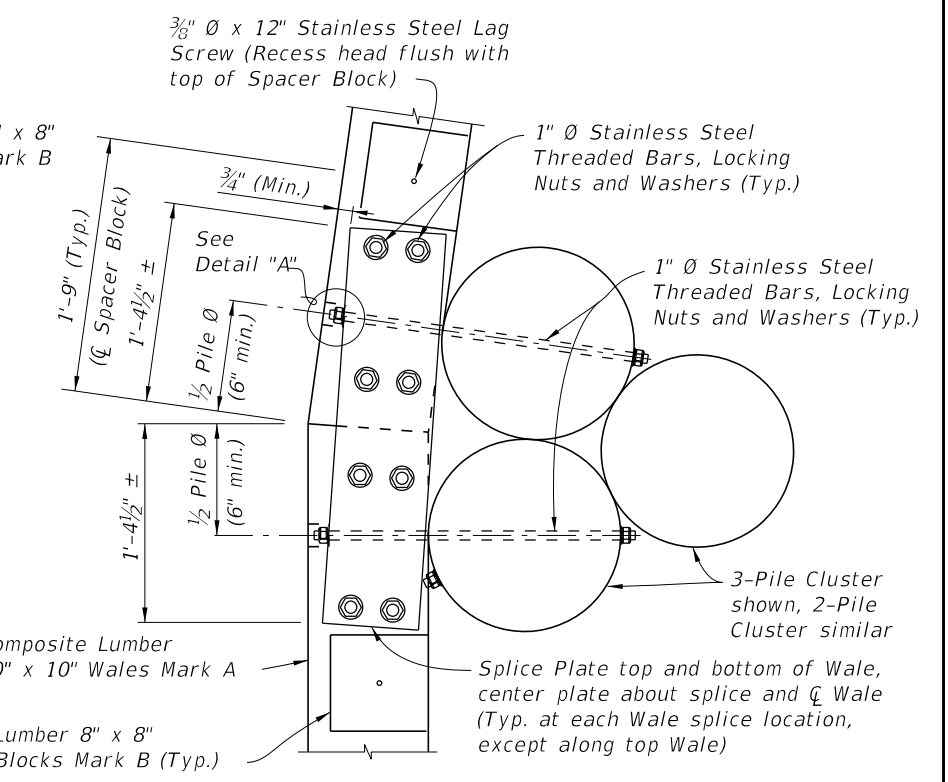 ⅜" Ø x 12" Stainless Steel Lag
Screw (Recess head flush with
top of Spacer Block)
x 8"
ark B
1" Ø Stainless Steel
Threaded Bars, Locking
Nuts and Washers (Typ.)
¾" (Min.)
1'-9" (Typ.)
(℄ Spacer Block)
1'-4½" ±
See
Detail "A"
½ Pile Ø
(6" min.)
1" Ø Stainless Steel
Threaded Bars, Locking
Nuts and Washers (Typ.)
1'-4½" ±
½ Pile Ø
(6" min.)
3-Pile Cluster
shown, 2-Pile
Cluster similar
omposite Lumber
0" x 10" Wales Mark A
Splice Plate top and bottom of Wale,
center plate about splice and ℄ Wale
(Typ. at each Wale splice location,
except along top Wale)
Lumber 8" x 8"
Blocks Mark B (Typ.)